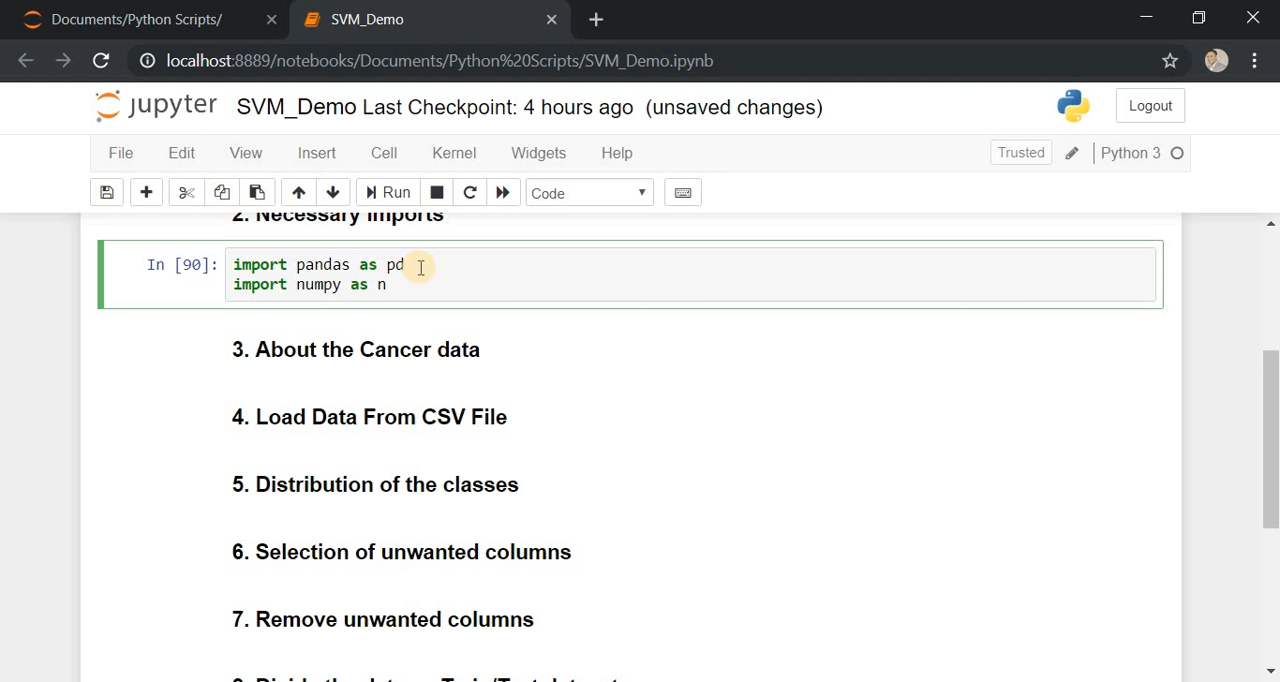 Documents/Python Scripts/
SVM_Demo
localhost:8889/notebooks/Documents/Python%20Scripts/SVM_Demo.ipynb
jupyter SVM_Demo Last Checkpoint: 4 hours ago (unsaved changes)
Logout
File Edit View Insert Cell Kernel Widgets Help
Trusted Python 3
Run Code
2. Necessary Imports
In [90]: import pandas as pd
import numpy as n
3. About the Cancer data
4. Load Data From CSV File
5. Distribution of the classes
6. Selection of unwanted columns
7. Remove unwanted columns